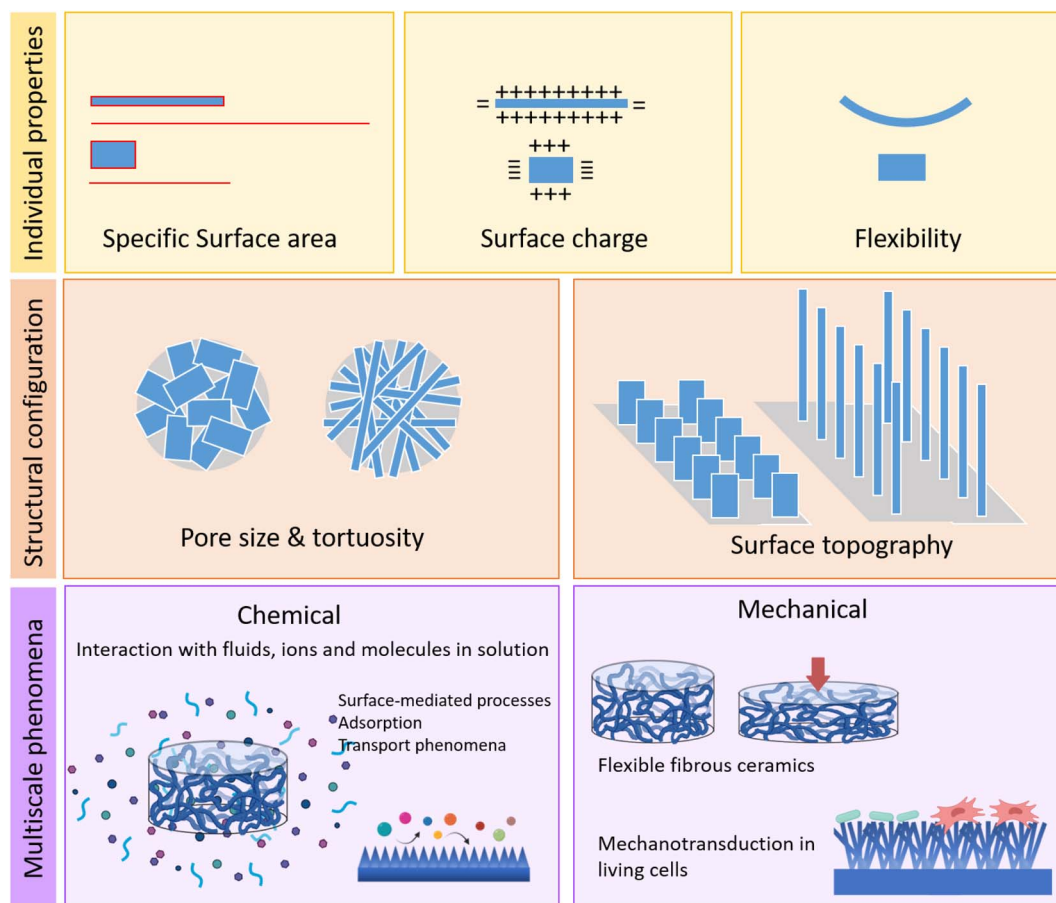 Individual properties
Specific Surface area
+++++++++
=
=
+++++++++
+++
+++
Surface charge
Flexibility
Structural configuration
Pore size & tortuosity
Surface topography
Multiscale phenomena
Chemical
Interaction with fluids, ions and molecules in solution
Surface-mediated processes
Adsorption
Transport phenomena
Mechanical
Flexible fibrous ceramics
Mechanotransduction in
living cells